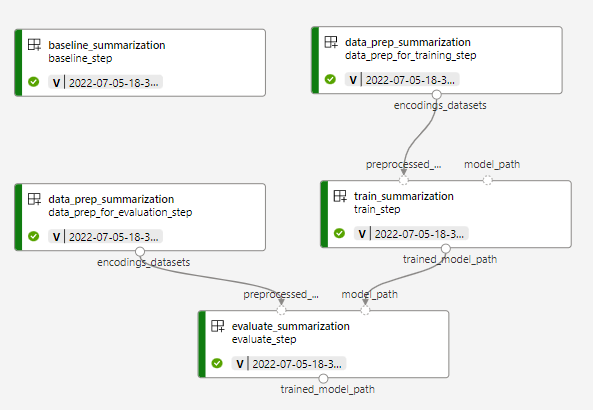 baseline_summarization
baseline_step
V | 2022-07-05-18-3...
data_prep_summarization
data_prep_for_training_step
V | 2022-07-05-18-3...
encodings_datasets
preprocessed_...
model_path
train_summarization
train_step
V | 2022-07-05-18-3...
trained_model_path
data_prep_summarization
data_prep_for_evaluation_step
V | 2022-07-05-18-3...
encodings_datasets
preprocessed_...
model_path
evaluate_summarization
evaluate_step
V | 2022-07-05-18-3...
trained_model_path